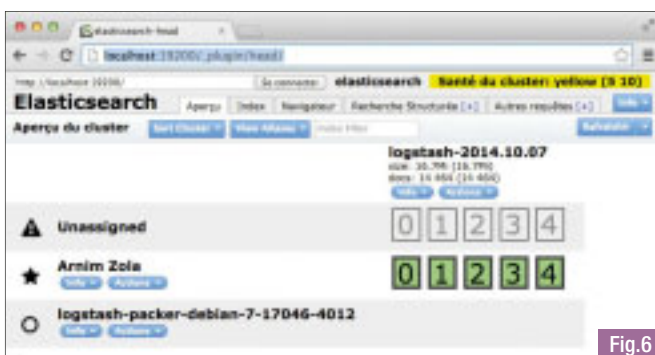 elasticsearch-head
localhost:19200/_plugin/head/
http://localhost:19200/ Se connecter elasticsearch Santé du cluster: yellow (5 10)
Elasticsearch Aperçu Index Navigateur Recherche Structurée [+] Autres requêtes [+] Info
Aperçu du cluster Sort Cluster View Aliases Index Filter Rafraîchir
logstash-2014.10.07
size: 16.7Mi (16.7Mi)
docs: 14 464 (14 464)
Info Actions
Unassigned 0 1 2 3 4
Arnim Zola 0 1 2 3 4
Info Actions
logstash-packer-debian-7-17046-4012
Info Actions
Fig.6